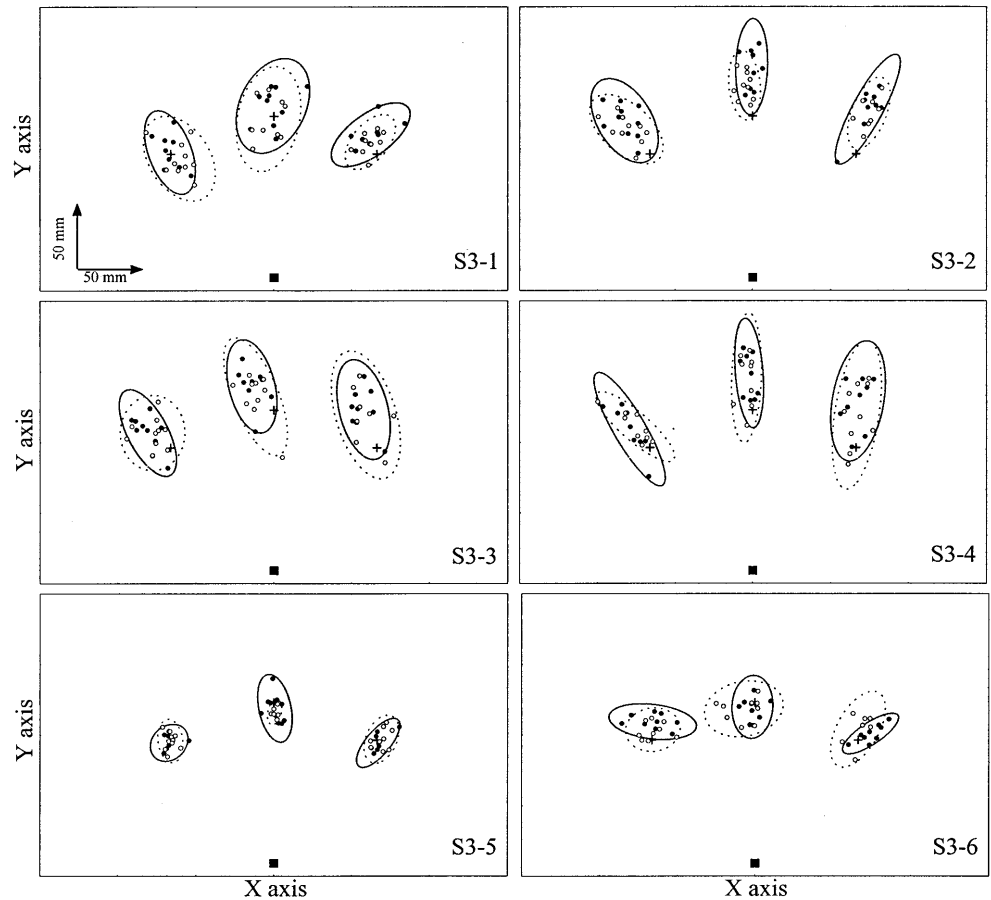 Y axis
50 mm
50 mm
S3-1
S3-2
Y axis
S3-3
S3-4
Y axis
S3-5
S3-6
X axis
X axis